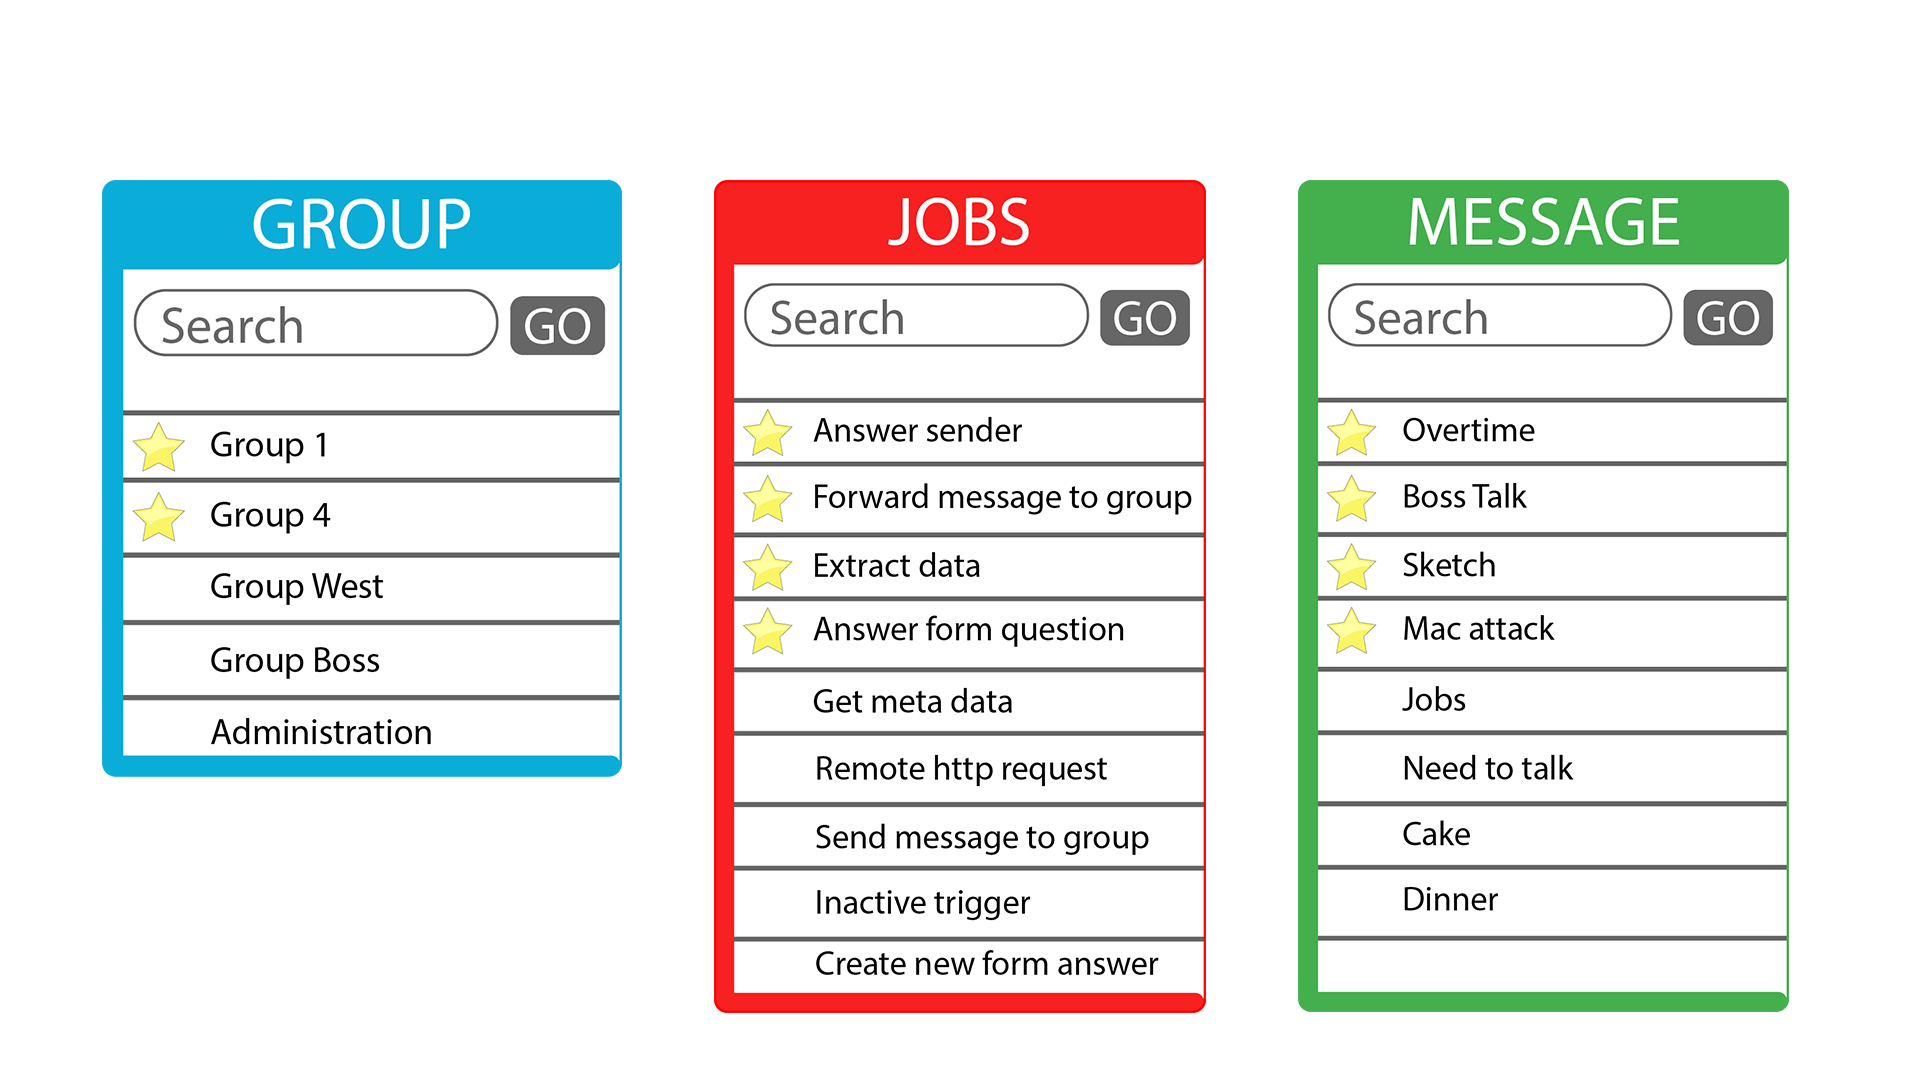 GROUP
Search GO
Group 1
Group 4
Group West
Group Boss
Administration
JOBS
Search GO
Answer sender
Forward message to group
Extract data
Answer form question
Get meta data
Remote http request
Send message to group
Inactive trigger
Create new form answer
MESSAGE
Search GO
Overtime
Boss Talk
Sketch
Mac attack
Jobs
Need to talk
Cake
Dinner